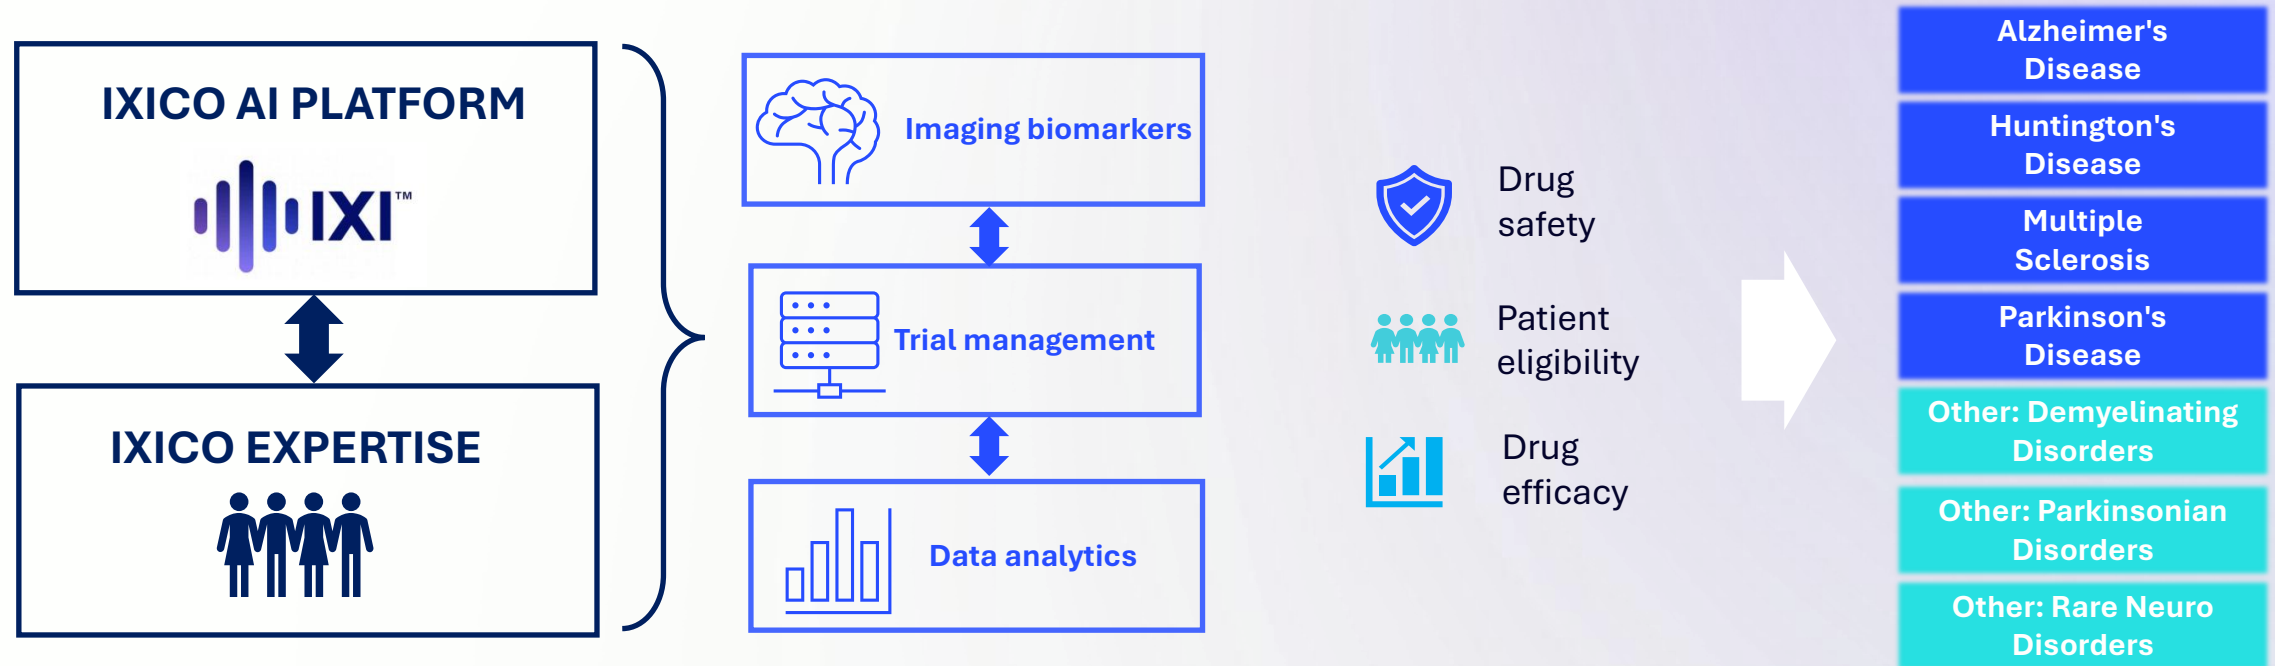 IXICO AI PLATFORM
IXI™
IXICO EXPERTISE
Imaging biomarkers
Trial management
Data analytics
Drug
safety
Patient
eligibility
Drug
efficacy
Alzheimer's
Disease
Huntington's
Disease
Multiple
Sclerosis
Parkinson's
Disease
Other: Demyelinating
Disorders
Other: Parkinsonian
Disorders
Other: Rare Neuro
Disorders